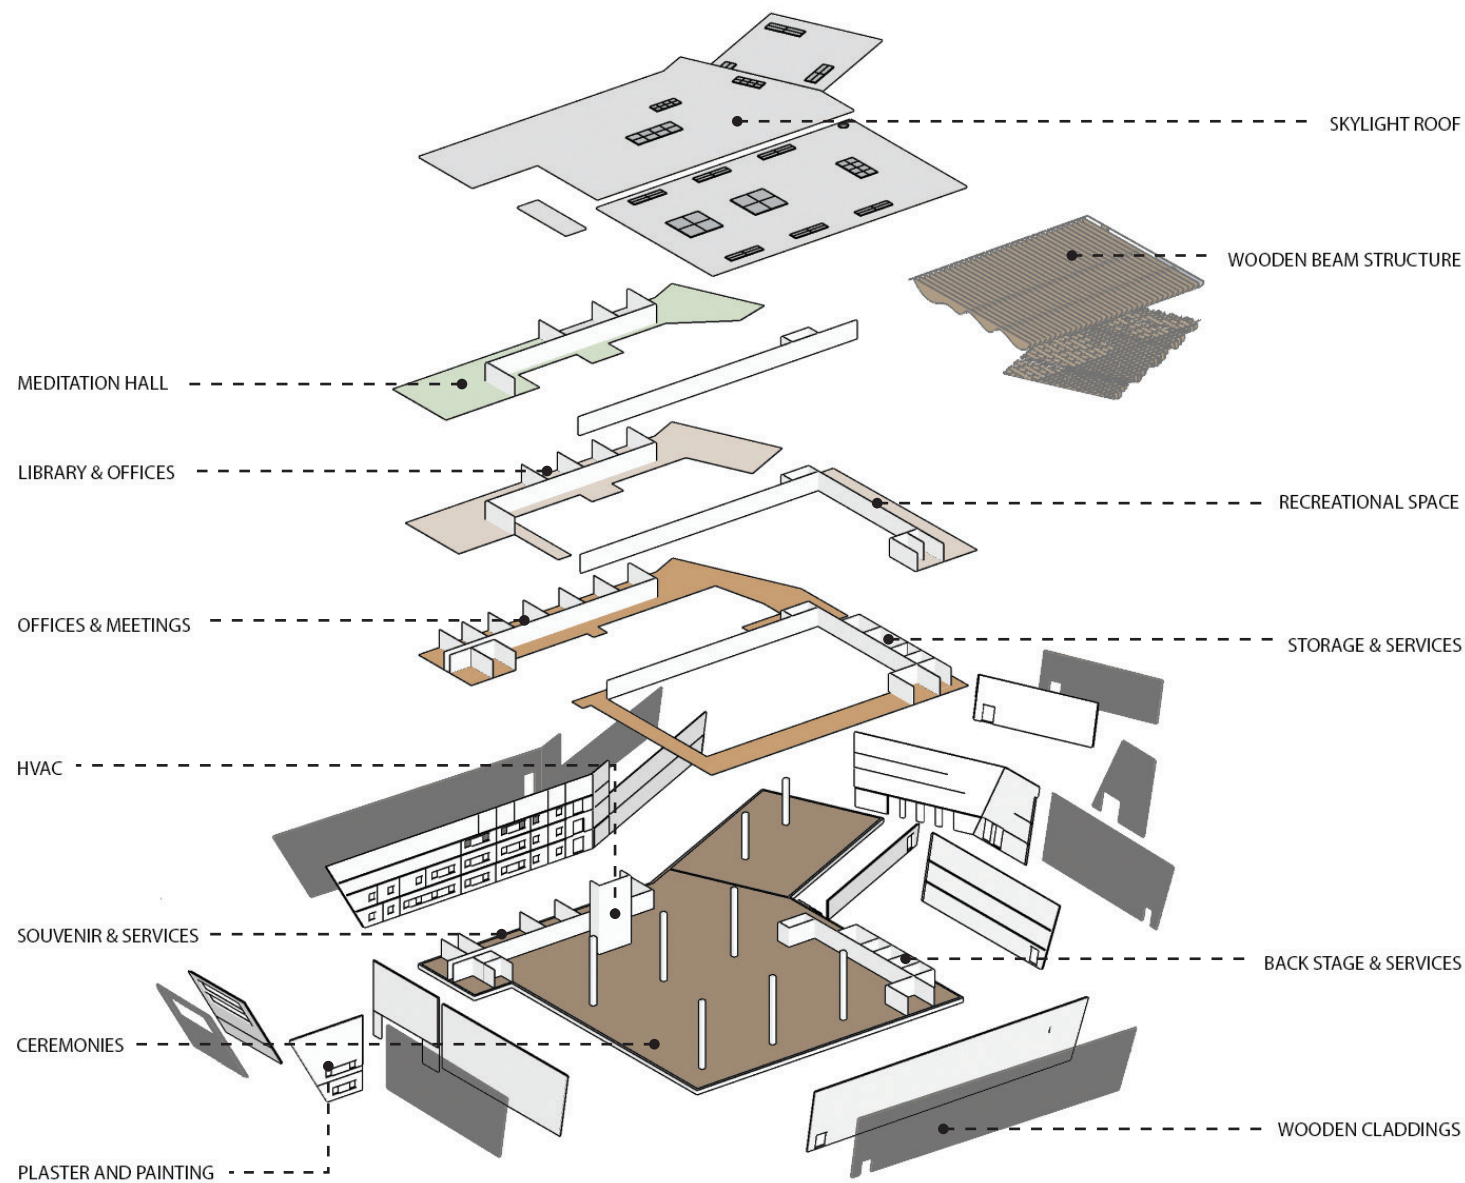 SKYLIGHT ROOF
WOODEN BEAM STRUCTURE
MEDITATION HALL
LIBRARY & OFFICES
RECREATIONAL SPACE
OFFICES & MEETINGS
STORAGE & SERVICES
HVAC
SOUVENIR & SERVICES
BACK STAGE & SERVICES
CEREMONIES
WOODEN CLADDINGS
PLASTER AND PAINTING